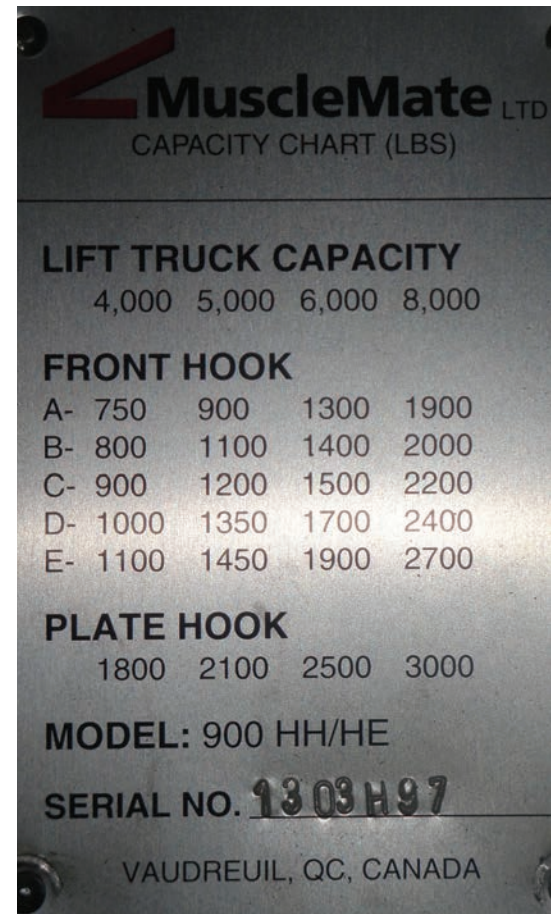 MuscleMate LTD
CAPACITY CHART (LBS)
LIFT TRUCK CAPACITY
4,000 5,000 6,000 8,000
FRONT HOOK
A- 750 900 1300 1900
B- 800 1100 1400 2000
C- 900 1200 1500 2200
D- 1000 1350 1700 2400
E- 1100 1450 1900 2700
PLATE HOOK
1800 2100 2500 3000
MODEL: 900 HH/HE
SERIAL NO. 1303H97
VAUDREUIL, QC, CANADA